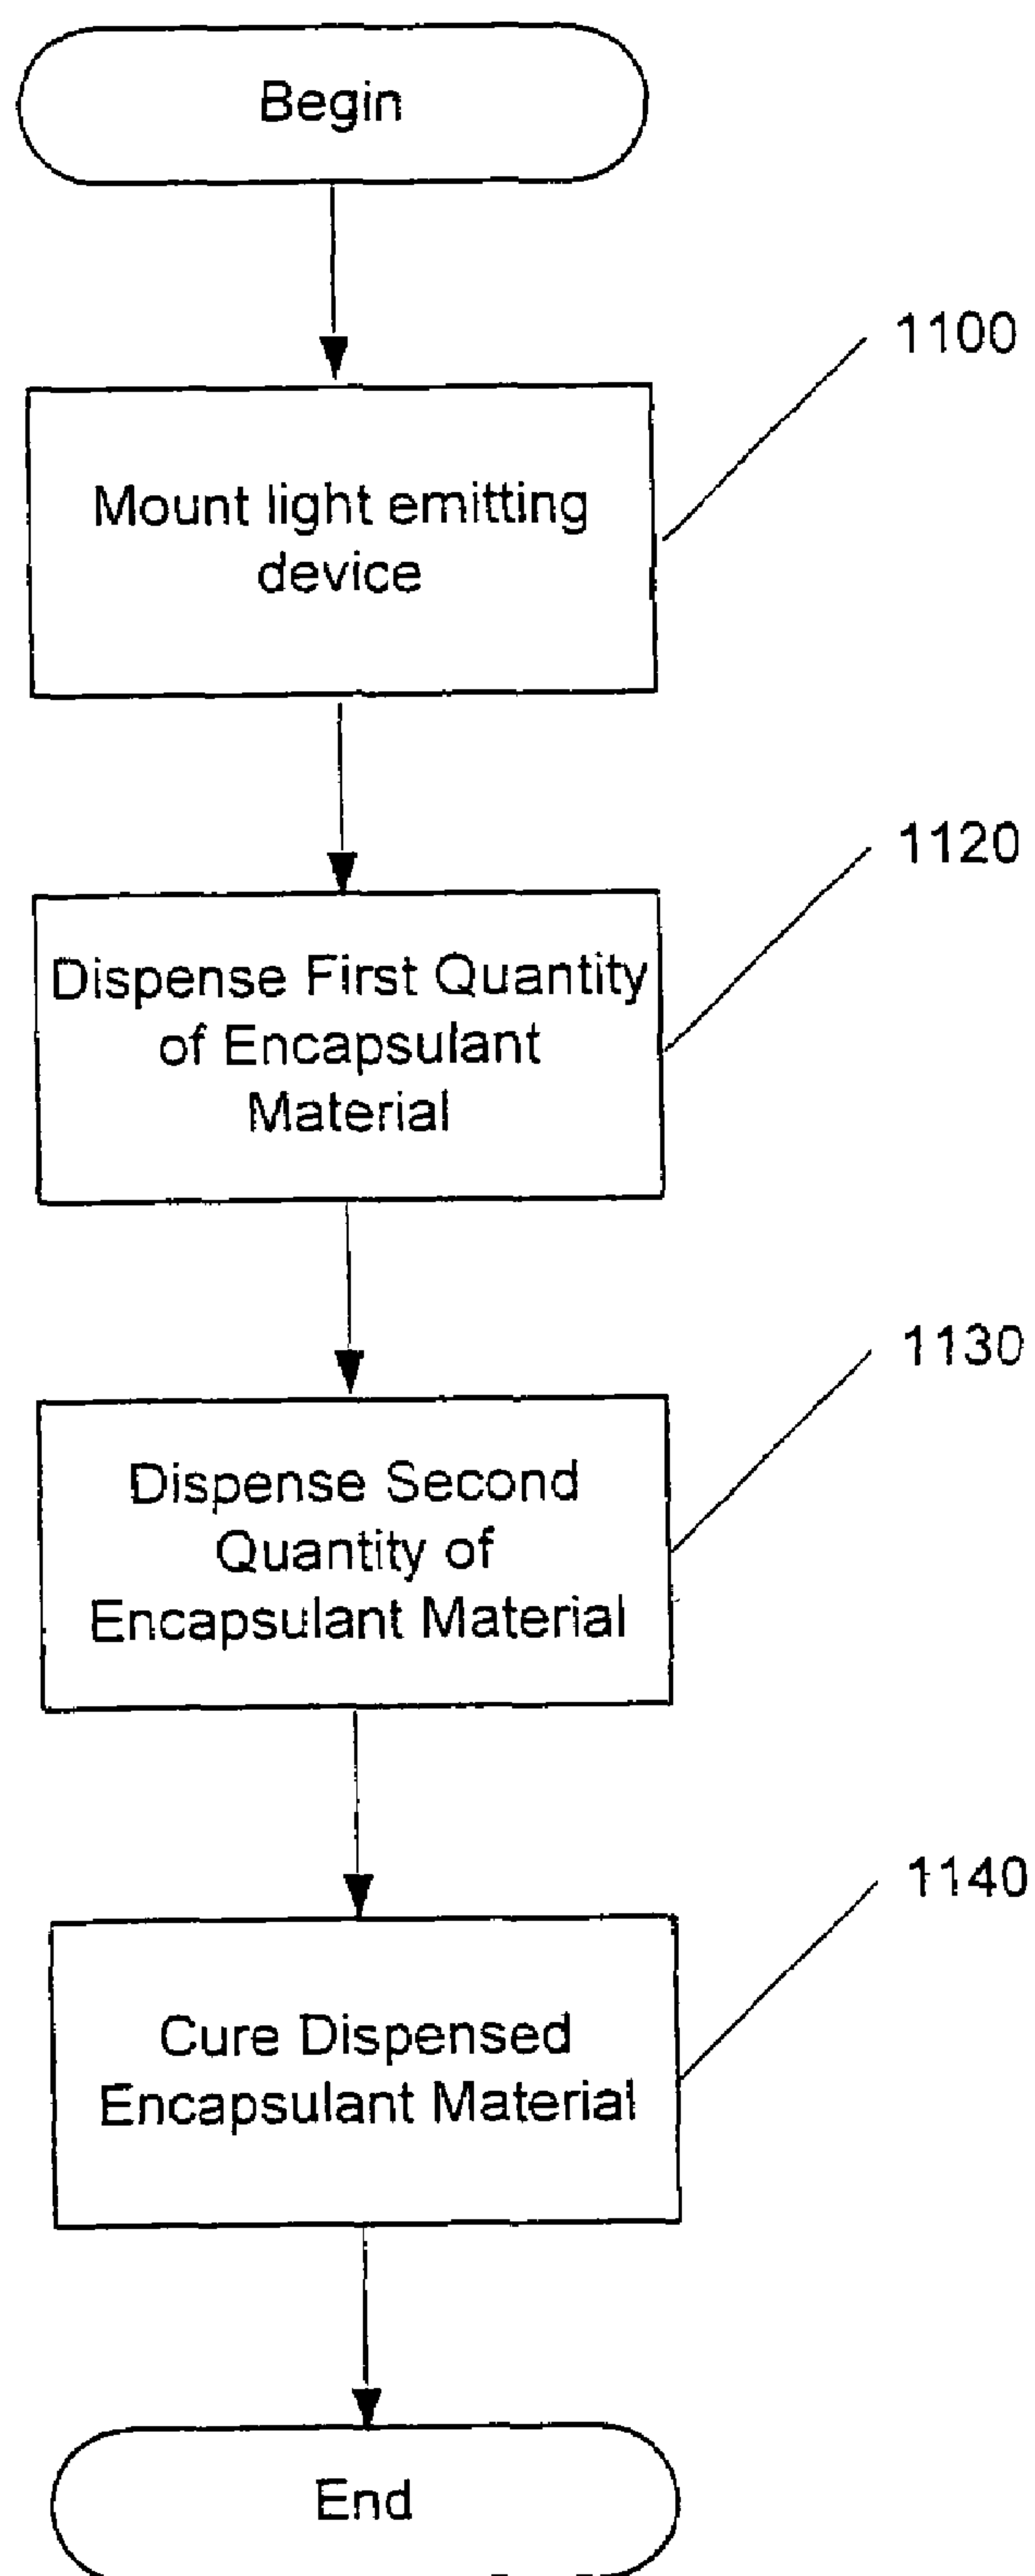 Begin
1100
Mount light emitting
device
1120
Dispense First Quantity
of Encapsulant
Material
1130
Dispense Second
Quantity of
Encapsulant Material
1140
Cure Dispensed
Encapsulant Material
End